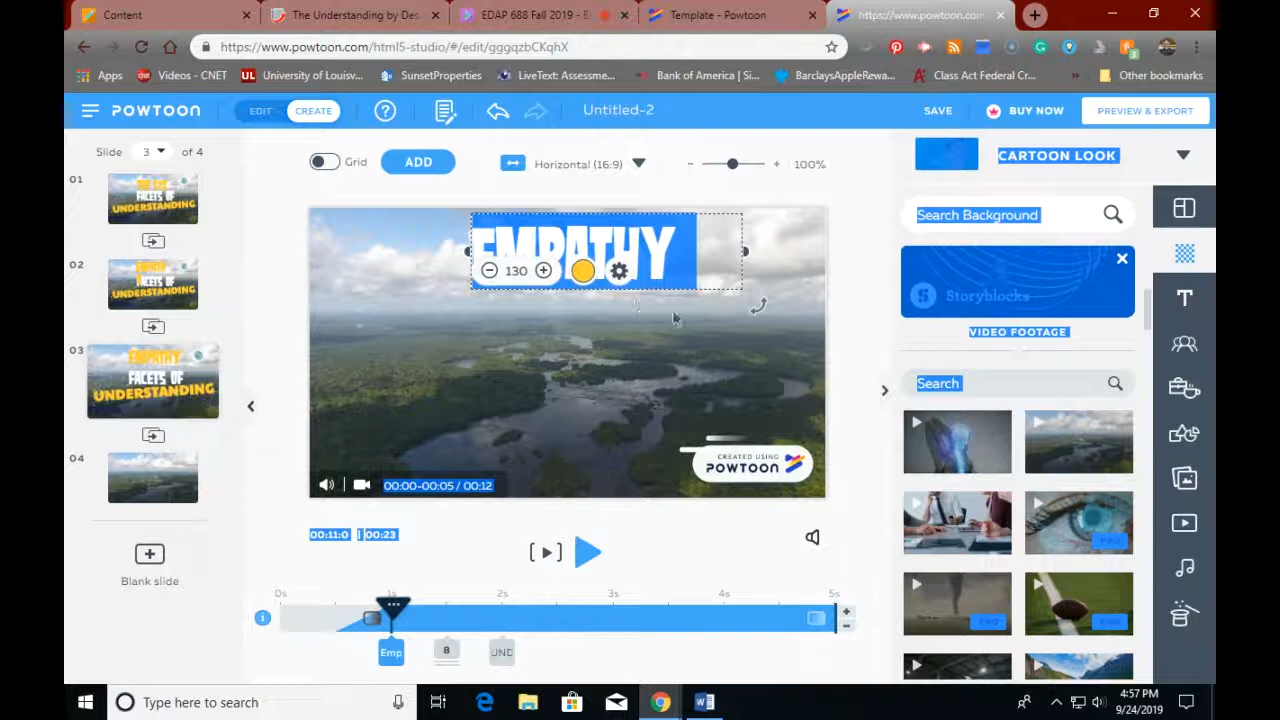 Content
The Understanding by Des
EDAP 688 Fall 2019 - E
Template - Powtoon
https://www.powtoon.com
https://www.powtoon.com/html5-studio/#/edit/gggqzbCKqhX
Apps
Videos - CNET
University of Louisv...
SunsetProperties
LiveText: Assessme...
Bank of America | Si...
BarclaysAppleRewa...
Class Act Federal Cr...
Other bookmarks
POWTOON
EDIT
CREATE
Untitled-2
SAVE
BUY NOW
PREVIEW & EXPORT
Slide 3 of 4
Grid
ADD
Horizontal (16:9)
- + 100%
CARTOON LOOK
Search Background
Storyblocks
VIDEO FOOTAGE
Search
PRO
PRO
01
FACETS OF
UNDERSTANDING
02
FACETS OF
UNDERSTANDING
03
EMPATHY
FACETS OF
UNDERSTANDING
04
Blank slide
EMPATHY
130
CREATED USING
POWTOON
00:00-00:05 / 00:12
00:11:0 | 00:23
0s 1s 2s 3s 4s 5s
Emp
8
UND
Type here to search
4:57 PM
9/24/2019